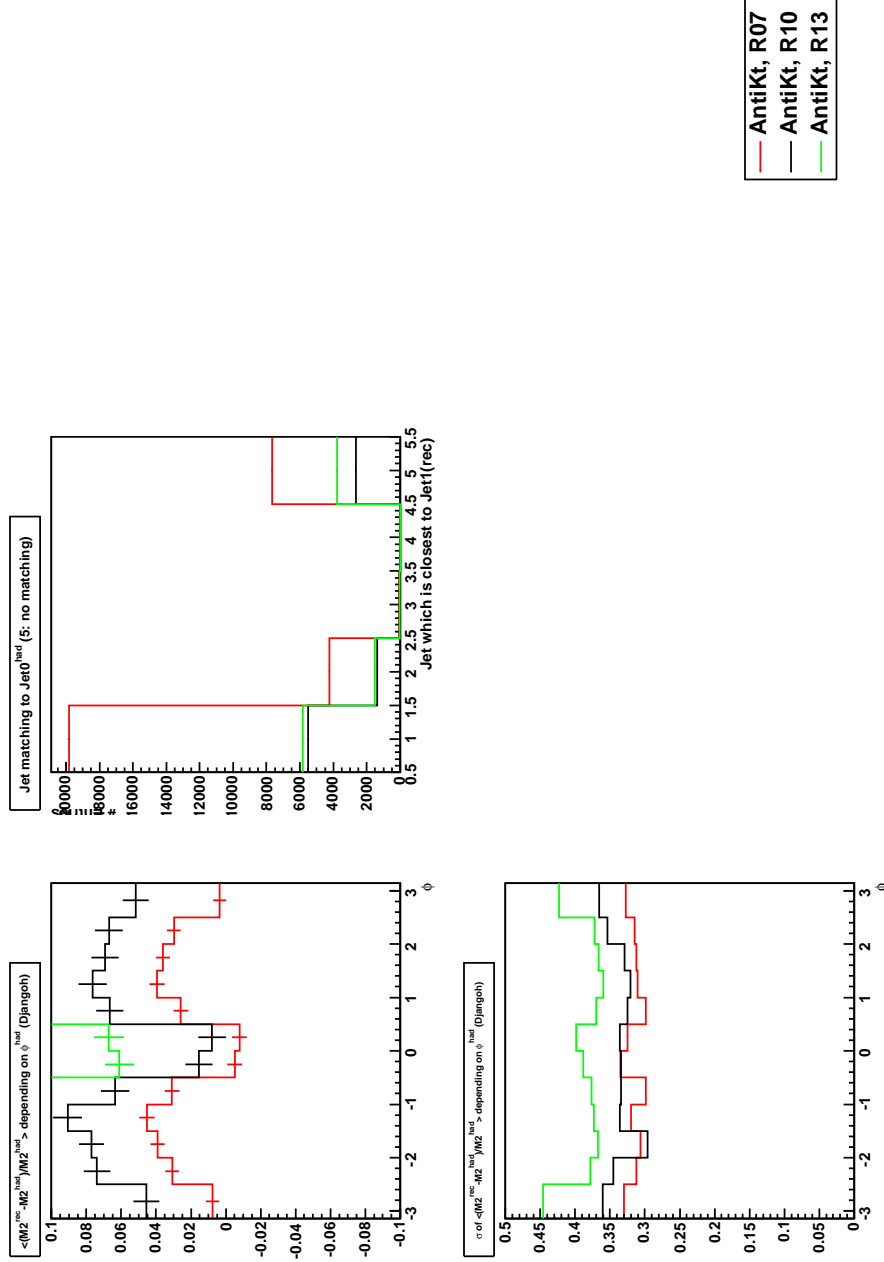 <(M2^rec-M2^had)/M2^had> depending on φ^had (Djangoh)
0.1
0.08
0.06
0.04
0.02
0
-0.02
-0.04
-0.06
-0.08
-0.1
-3 -2 -1 0 1 2 3
φ
Jet matching to Jet0^had (5: no matching)
20000
18000
16000
14000
12000
10000
8000
6000
4000
2000
0
0.5 1 1.5 2 2.5 3 3.5 4 4.5 5 5.5
Jet which is closest to Jet1(rec)
σ of <(M2^rec-M2^had)/M2^had> depending on φ^had (Djangoh)
0.5
0.45
0.4
0.35
0.3
0.25
0.2
0.15
0.1
0.05
0
-3 -2 -1 0 1 2 3
φ
AntiKt, R07
AntiKt, R10
AntiKt, R13